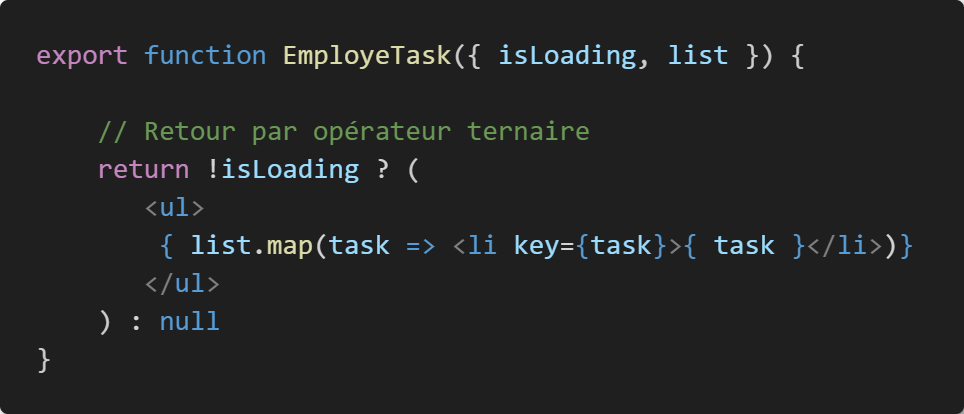 export function EmployeTask({ isLoading, list }) {
// Retour par opérateur ternaire
return !isLoading ? (
<ul>
{ list.map(task => <li key={task}>{ task }</li>)}
</ul>
) : null
}